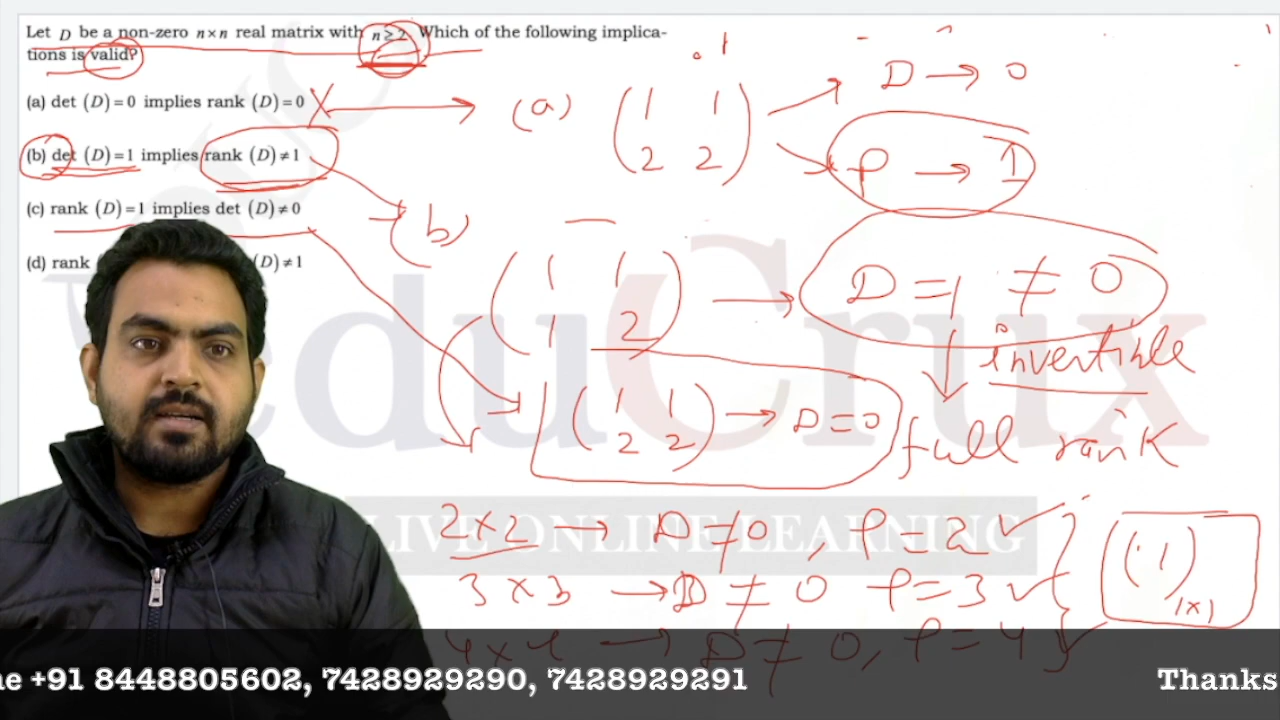 Let D be a non-zero n×n real matrix with n ≥ 2. Which of the following implica-
tions is valid?
(a) det (D) = 0 implies rank (D) = 0
(b) det (D) = 1 implies rank (D) ≠ 1
(c) rank (D) = 1 implies det (D) ≠ 0
(d) rank (D) ≠ 1
(a) (1 1
2 2)
D → 0
ρ → 1
(b)
(1 1
1 2)
D = 1 ≠ 0
invertible
full rank
(1 1
2 2) → D = 0
2×2 → D ≠ 0, ρ = 2 ✓
3×3 → D ≠ 0 ρ = 3 ✓
4×4 → D ≠ 0, ρ = 4
(1)1×1
eduCrux
LIVE ONLINE LEARNING
ne +91 8448805602, 7428929290, 7428929291
Thanks